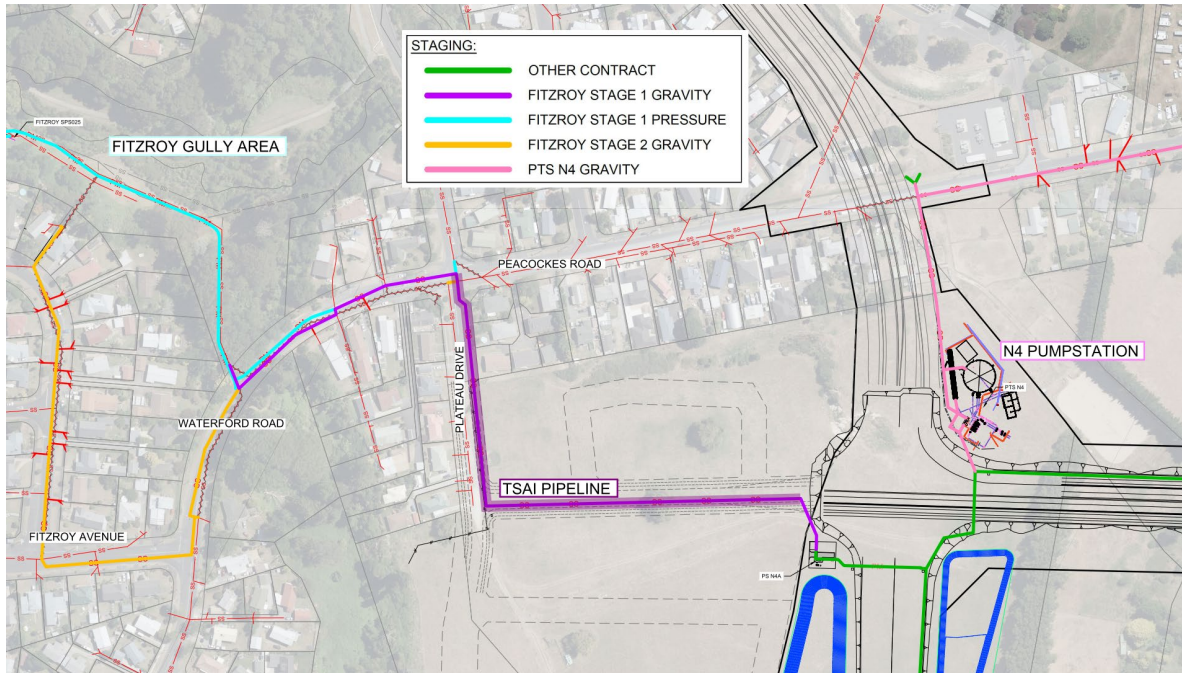 STAGING:
OTHER CONTRACT
FITZROY STAGE 1 GRAVITY
FITZROY STAGE 1 PRESSURE
FITZROY STAGE 2 GRAVITY
PTS N4 GRAVITY
FITZROY SPS025
FITZROY GULLY AREA
PEACOCKES ROAD
N4 PUMPSTATION
PTS N4
PLATEAU DRIVE
WATERFORD ROAD
TSAI PIPELINE
FITZROY AVENUE
PS N4A